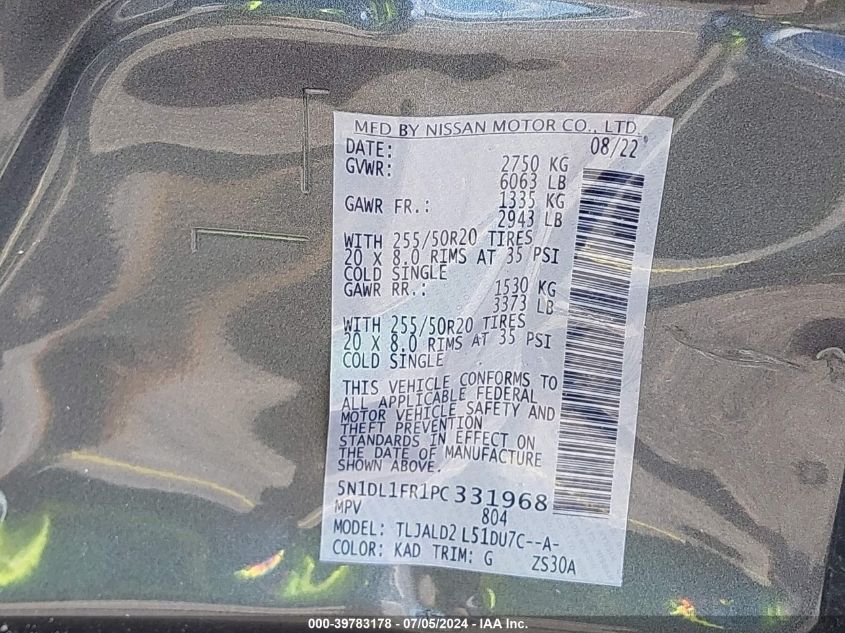 MFD BY NISSAN MOTOR CO., LTD.
DATE: 08/22
GVWR: 2750 KG
6063 LB
GAWR FR.: 1335 KG
2943 LB
WITH 255/50R20 TIRES
20 X 8.0 RIMS AT 35 PSI
COLD SINGLE
GAWR RR.: 1530 KG
3373 LB
WITH 255/50R20 TIRES
20 X 8.0 RIMS AT 35 PSI
COLD SINGLE
THIS VEHICLE CONFORMS TO
ALL APPLICABLE FEDERAL
MOTOR VEHICLE SAFETY AND
THEFT PREVENTION
STANDARDS IN EFFECT ON
THE DATE OF MANUFACTURE
SHOWN ABOVE.
5N1DL1FR1PC331968
MPV 804
MODEL: TLJALD2 L51DU7C--A-
COLOR: KAD TRIM: G ZS30A
000-39783178 - 07/05/2024 - IAA Inc.